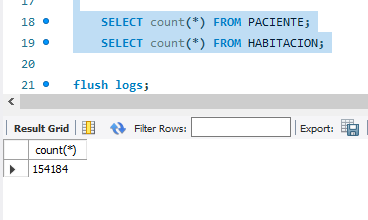 17
18 SELECT count(*) FROM PACIENTE;
19 SELECT count(*) FROM HABITACION;
20
21 flush logs;
Result Grid Filter Rows: Export:
count(*)
154184